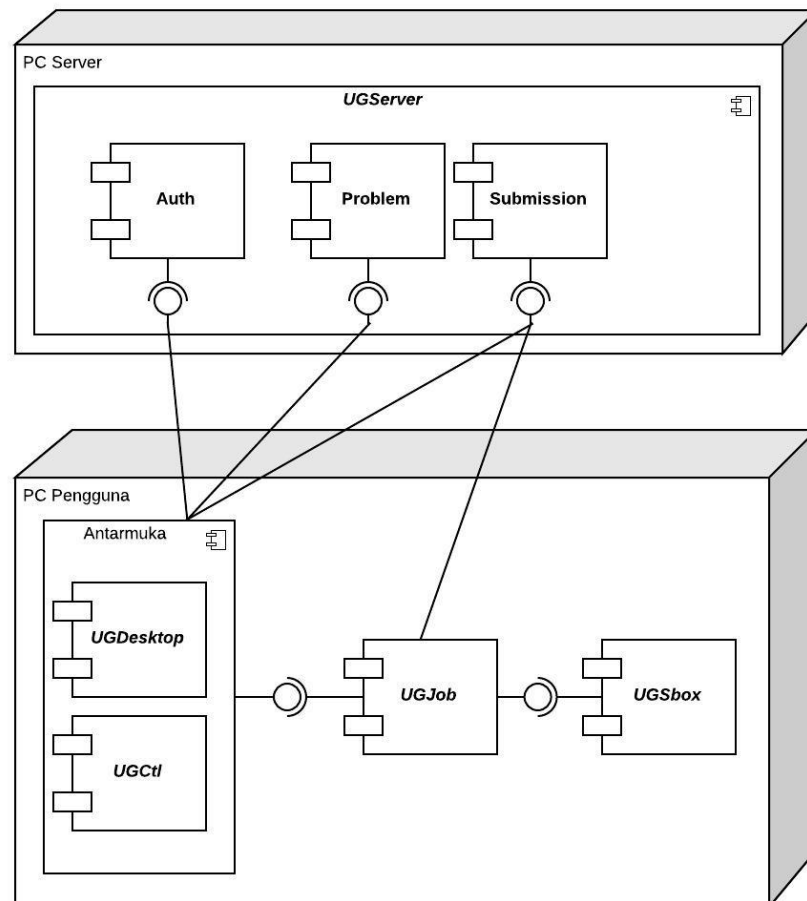 PC Server
UGServer
Auth
Problem
Submission
PC Pengguna
Antarmuka
UGDesktop
UGJob
UGSbox
UGCtl